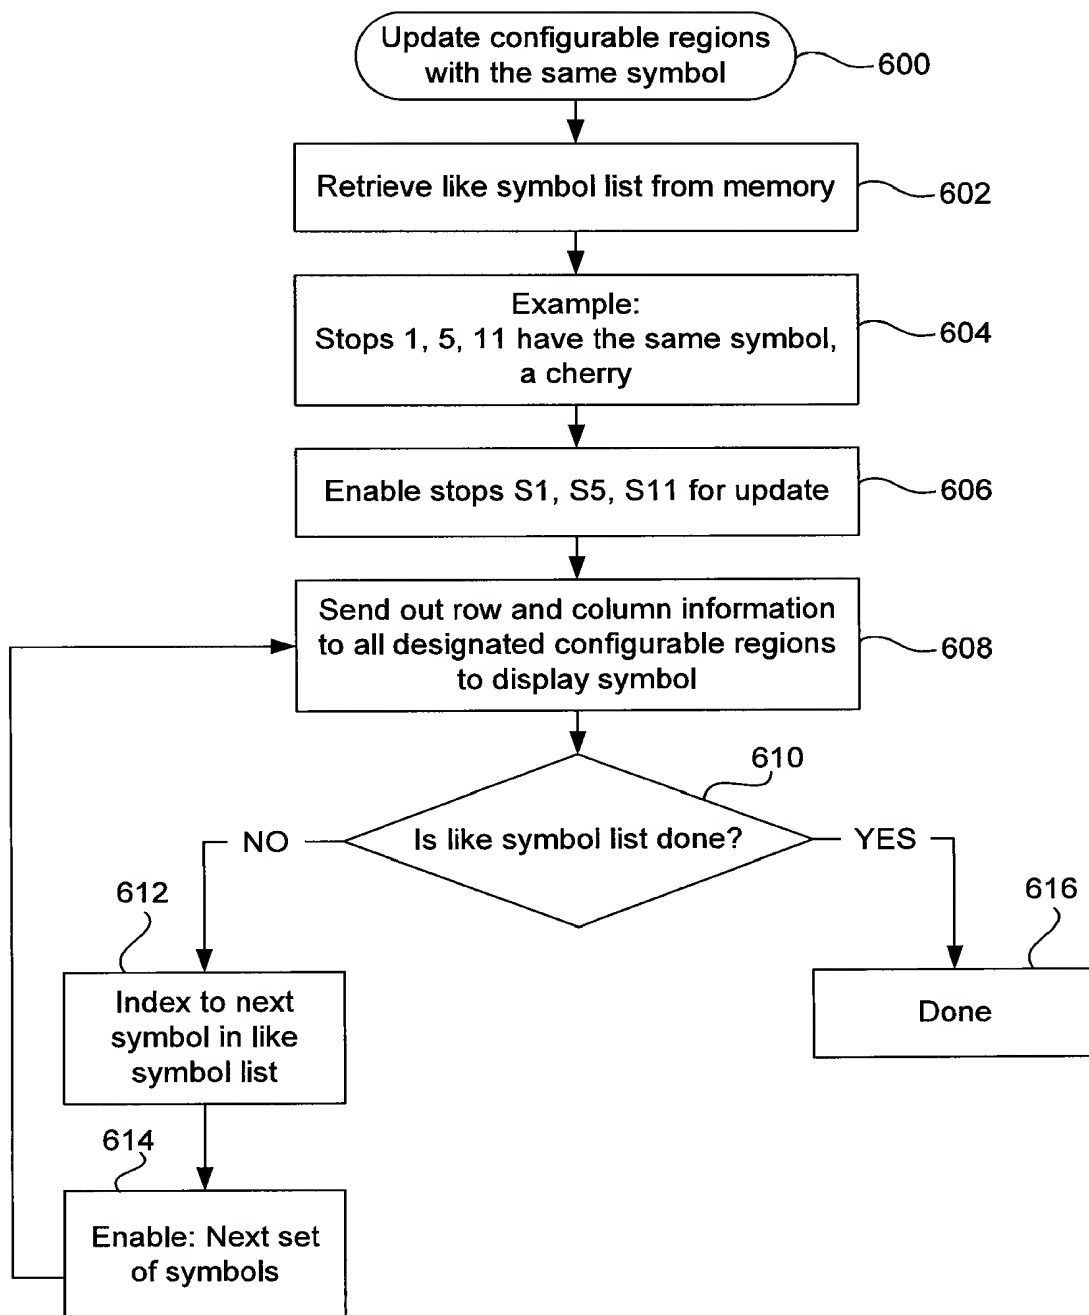 Update configurable regions
with the same symbol
600
Retrieve like symbol list from memory
602
Example:
Stops 1, 5, 11 have the same symbol,
a cherry
604
Enable stops S1, S5, S11 for update
606
Send out row and column information
to all designated configurable regions
to display symbol
608
610
Is like symbol list done?
NO
YES
612
616
Index to next
symbol in like
symbol list
Done
614
Enable: Next set
of symbols